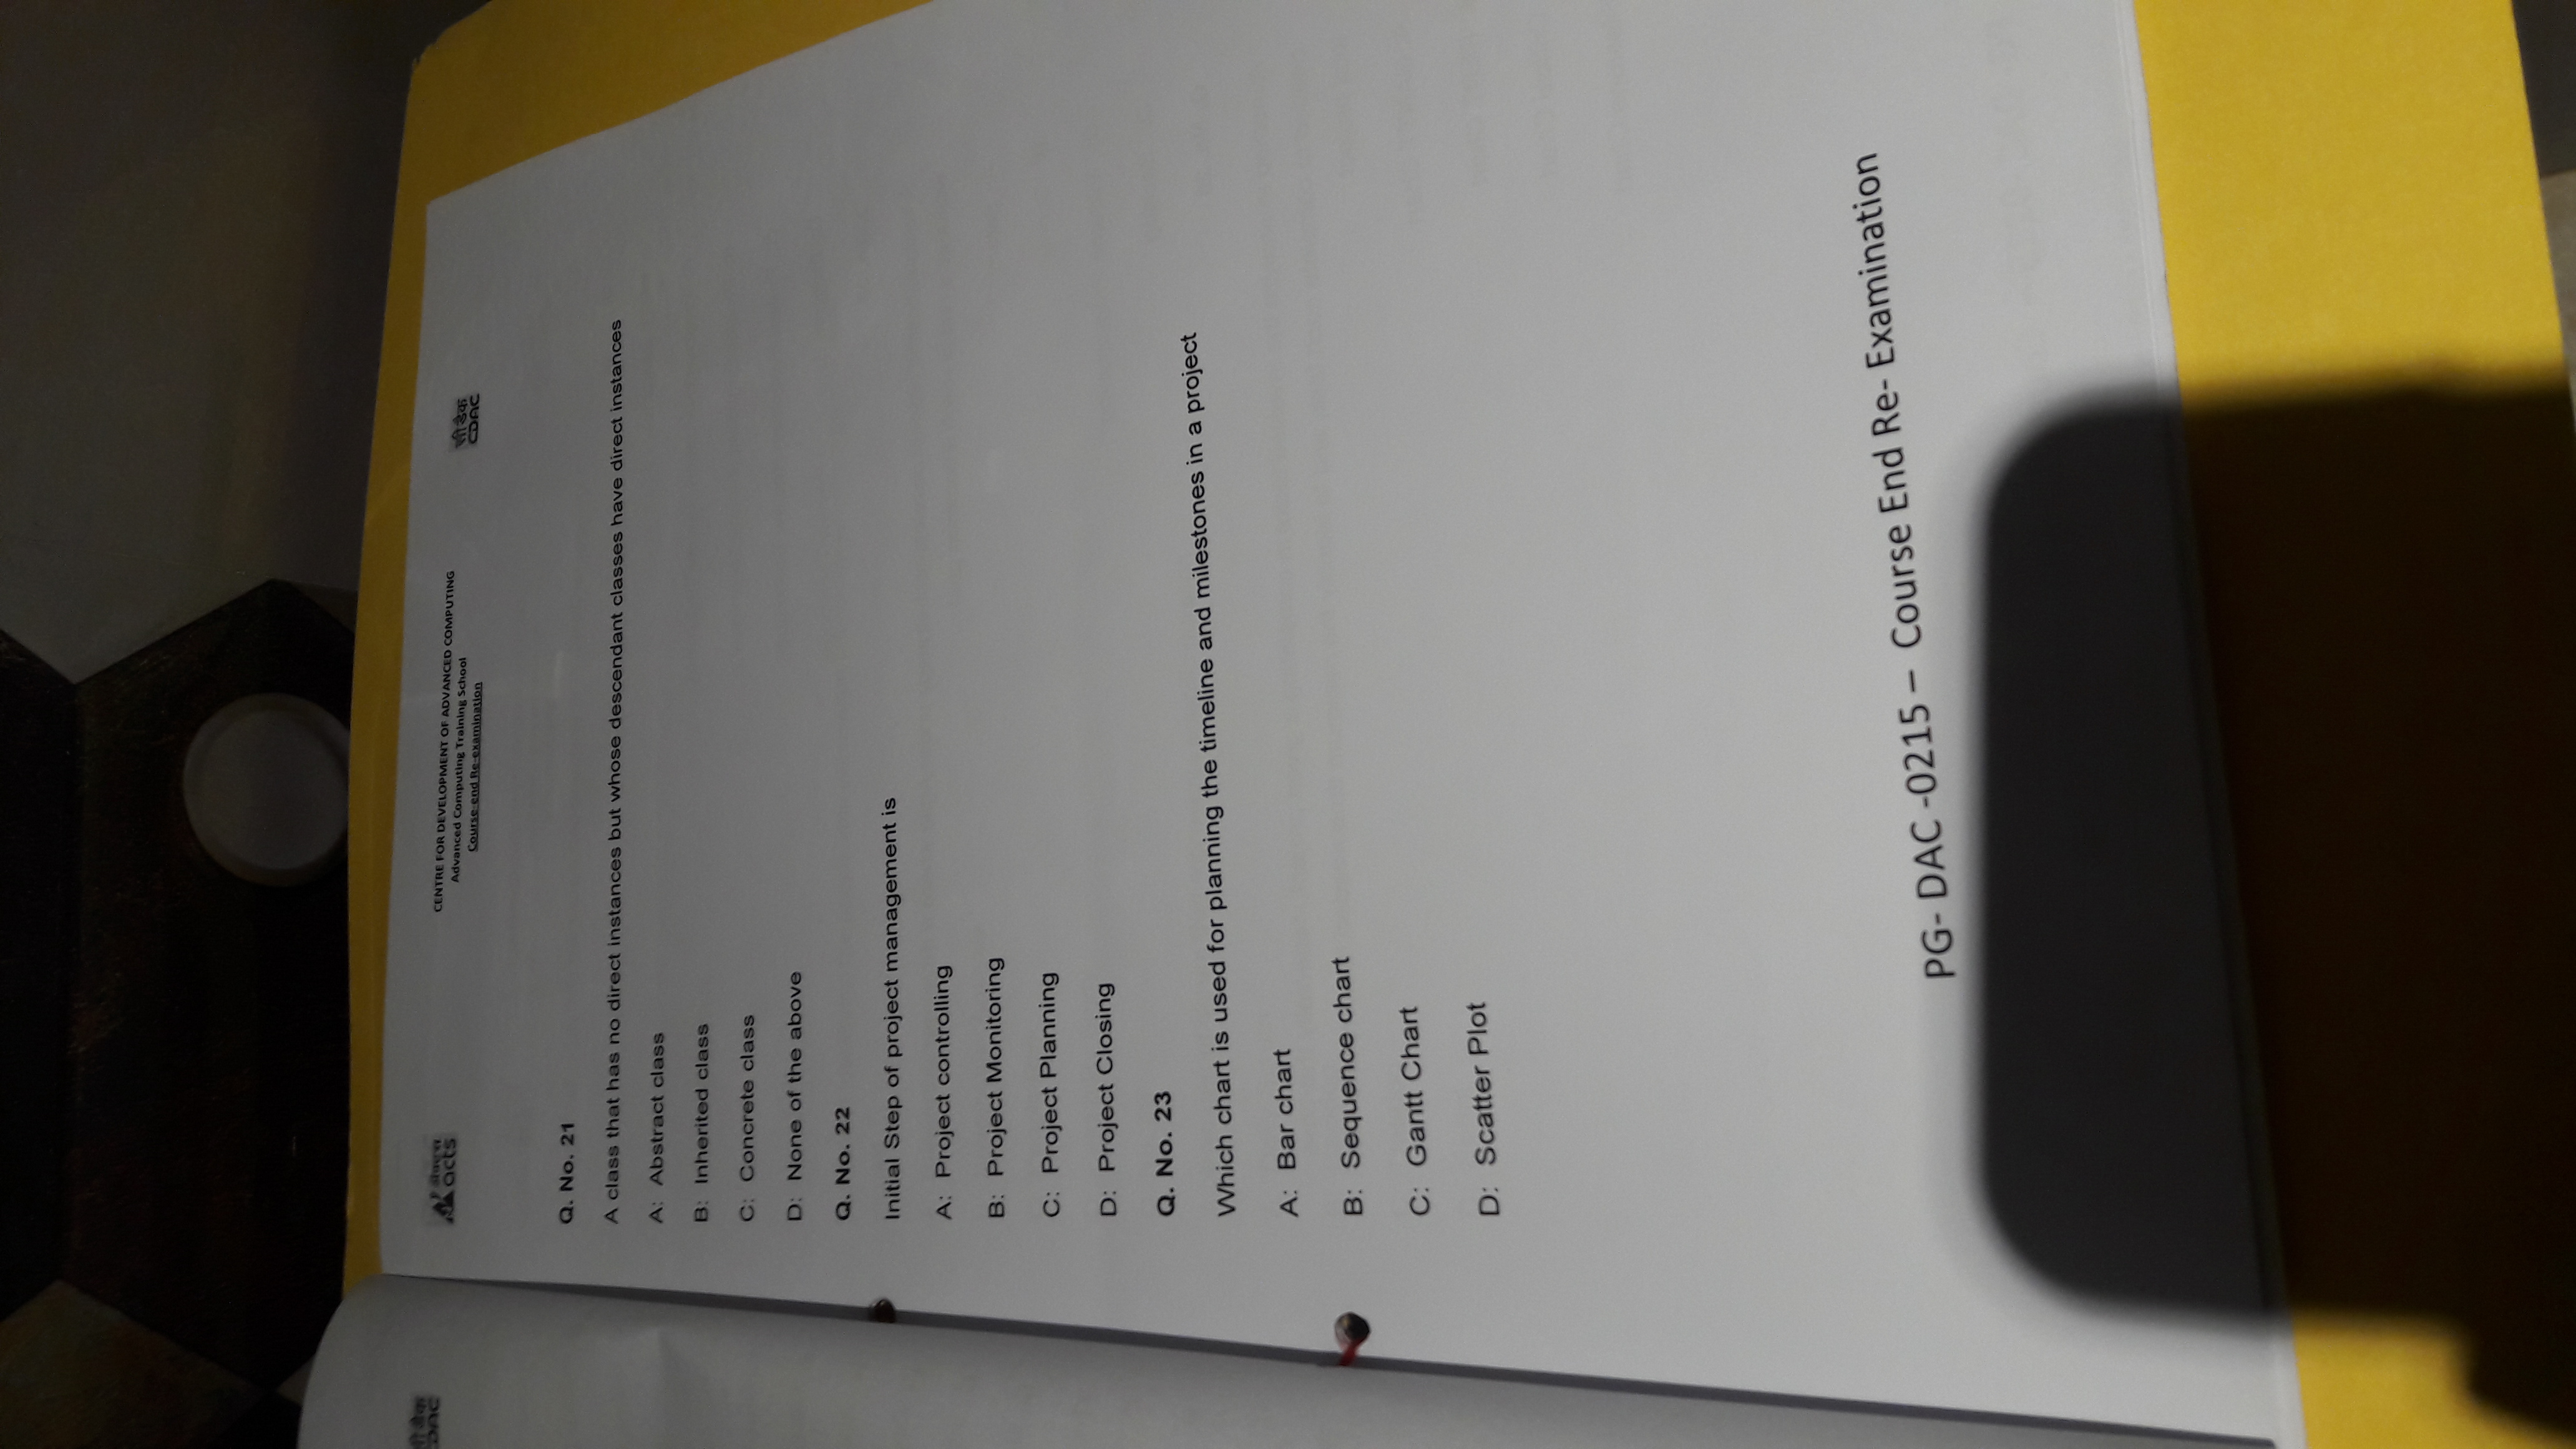 सी डैक
CDAC
acts
CENTRE FOR DEVELOPMENT OF ADVANCED COMPUTING
Advanced Computing Training School
Course-end Re-examination
सी डैक
CDAC
Q. No. 21
A class that has no direct instances but whose descendant classes have direct instances
A: Abstract class
B: Inherited class
C: Concrete class
D: None of the above
Q. No. 22
Initial Step of project management is
A: Project controlling
B: Project Monitoring
C: Project Planning
D: Project Closing
Q. No. 23
Which chart is used for planning the timeline and milestones in a project
A: Bar chart
B: Sequence chart
C: Gantt Chart
D: Scatter Plot
PG- DAC -0215 – Course End Re- Examination